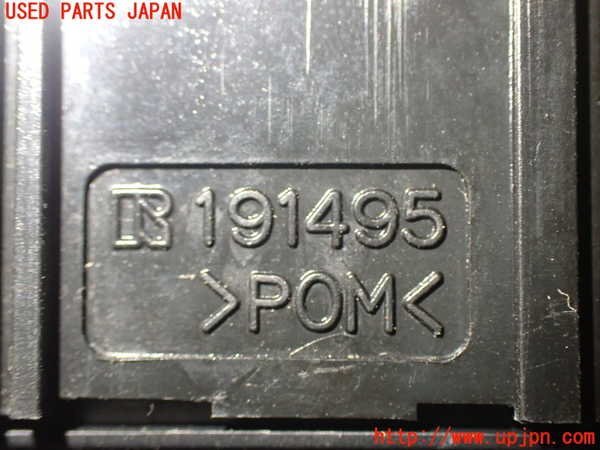 USED PARTS JAPAN
R 191495
>POM<
http://www.upjpn.com